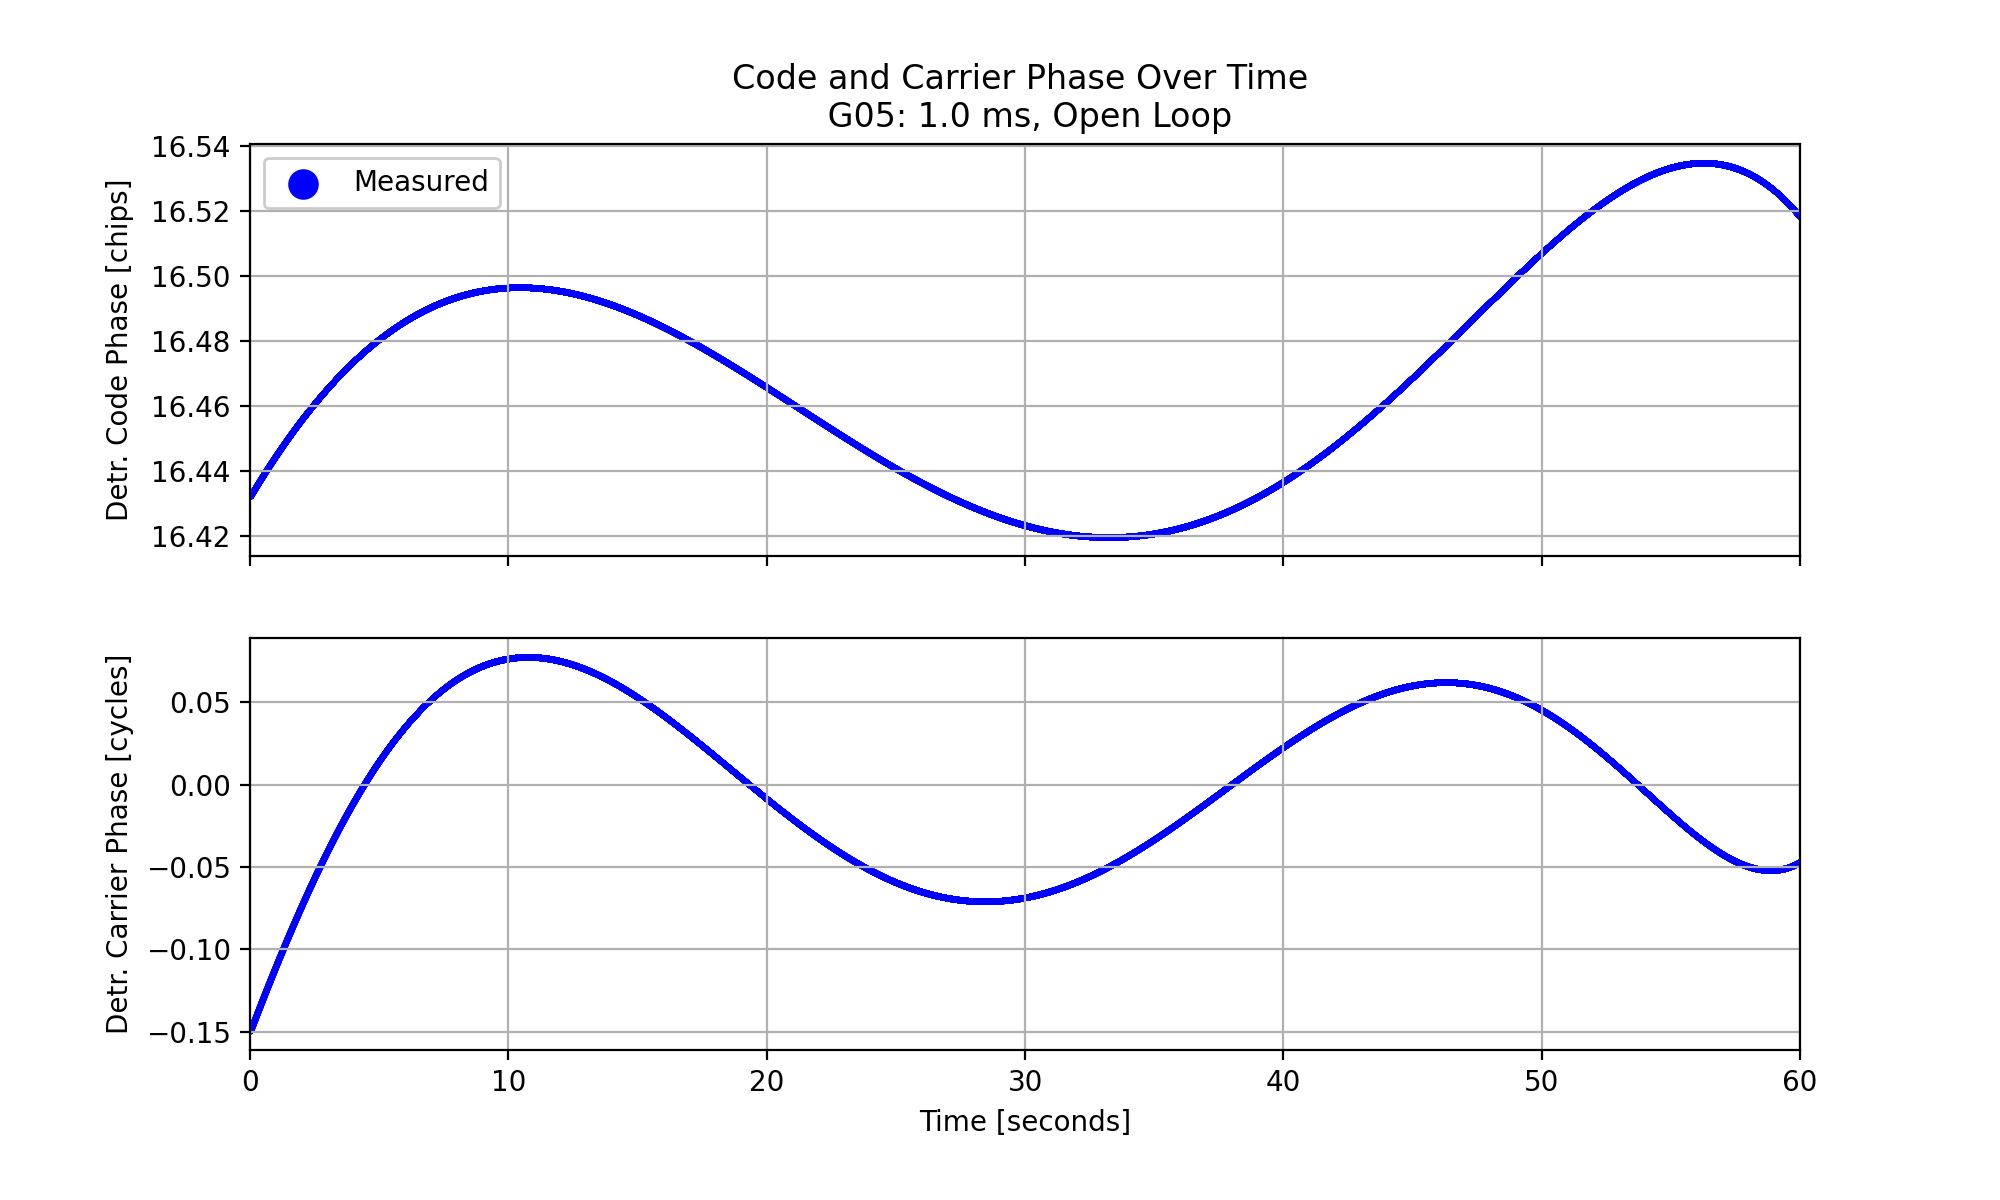 Code and Carrier Phase Over Time
G05: 1.0 ms, Open Loop
Detr. Code Phase [chips]
16.54
16.52
16.50
16.48
16.46
16.44
16.42
Measured
Detr. Carrier Phase [cycles]
0.05
0.00
−0.05
−0.10
−0.15
0 10 20 30 40 50 60
Time [seconds]